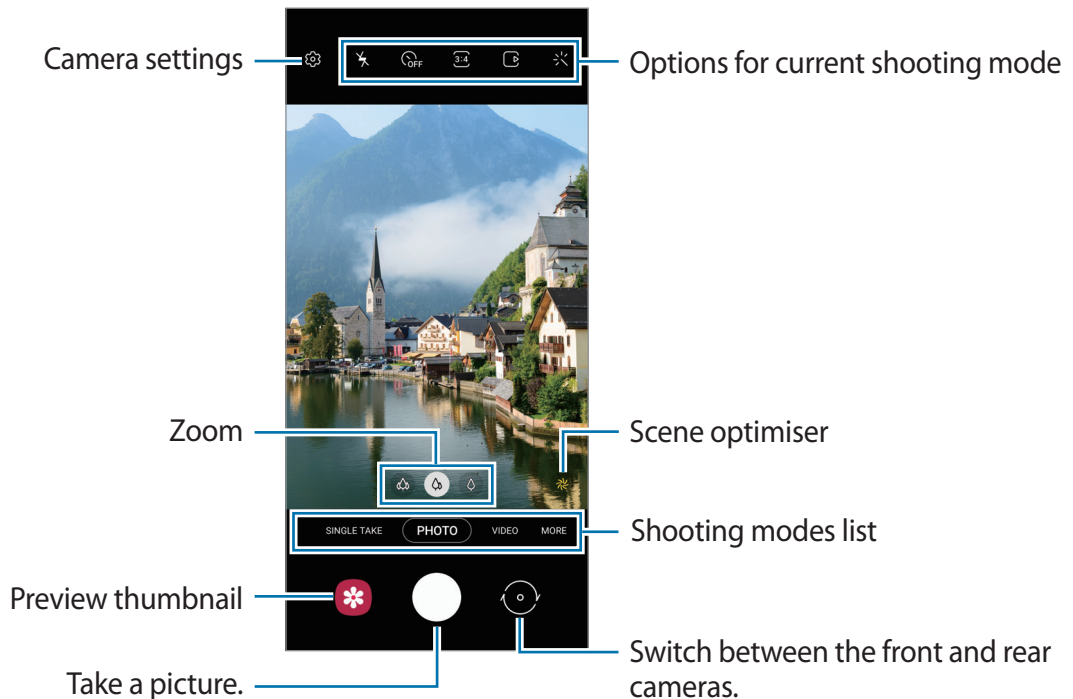 Camera settings
OFF
3:4
Options for current shooting mode
Zoom
Scene optimiser
SINGLE TAKE
PHOTO
VIDEO
MORE
Shooting modes list
Preview thumbnail
Take a picture.
Switch between the front and rear
cameras.